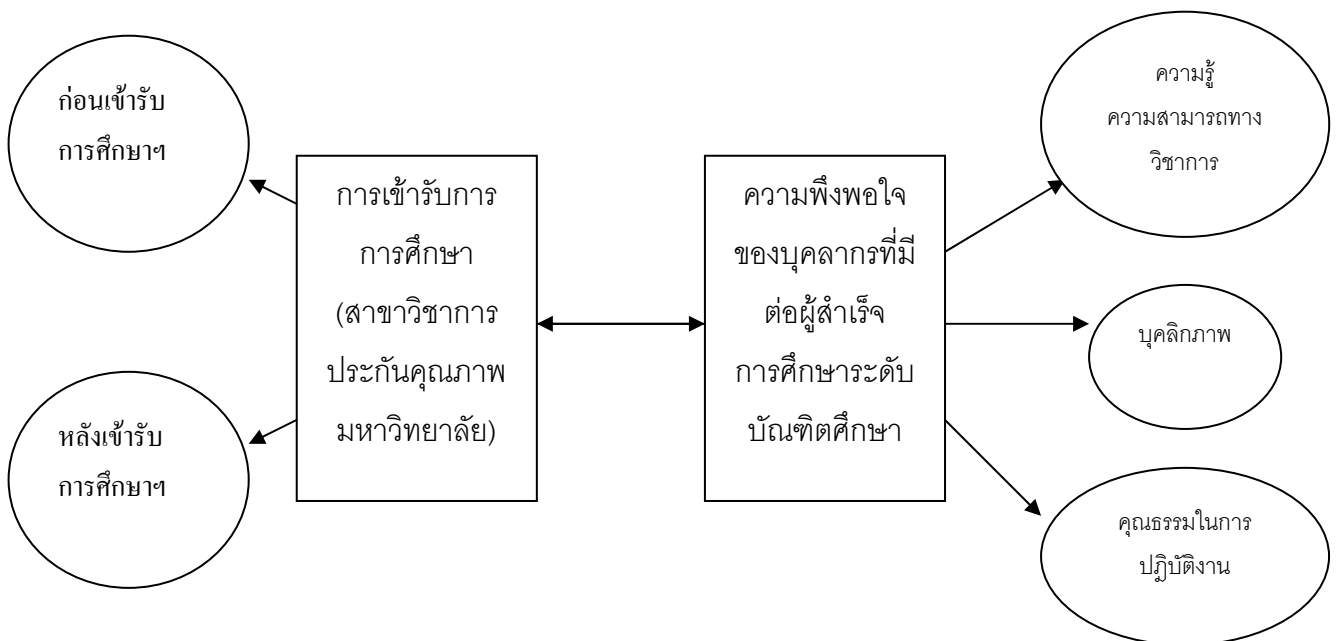 ก่อนเข้ารับ
การศึกษาฯ
หลังเข้ารับ
การศึกษาฯ
การเข้ารับการ
การศึกษา
(สาขาวิชาการ
ประกันคุณภาพ
มหาวิทยาลัย)
ความพึงพอใจ
ของบุคลากรที่มี
ต่อผู้สำเร็จ
การศึกษาระดับ
บัณฑิตศึกษา
ความรู้
ความสามารถทาง
วิชาการ
บุคลิกภาพ
คุณธรรมในการ
ปฎิบัติงาน